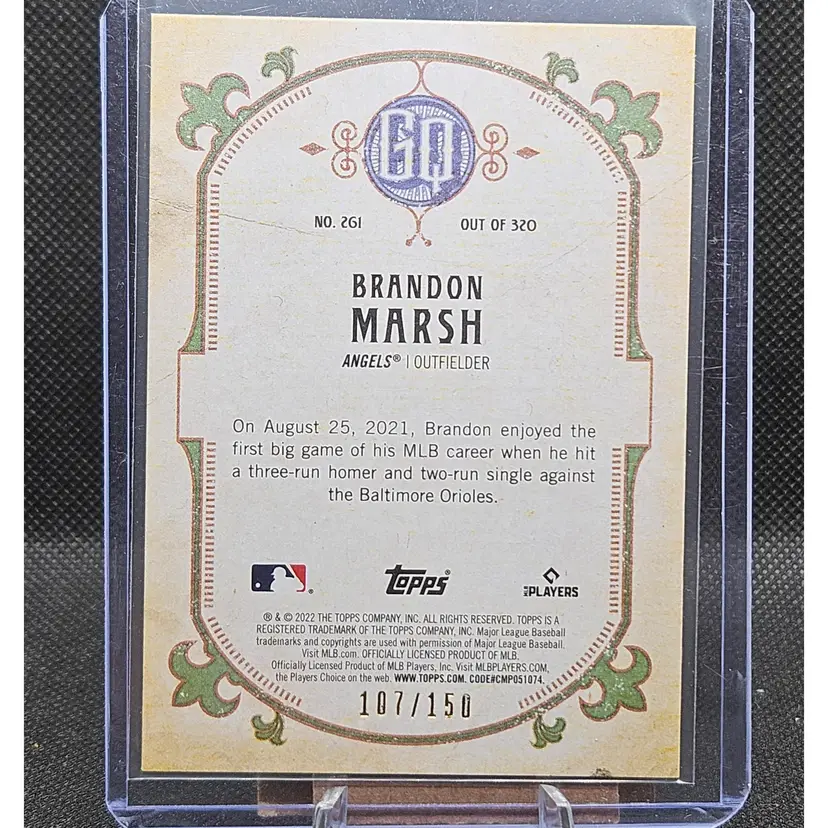 GQ
NO. 261 OUT OF 320
BRANDON
MARSH
ANGELS® | OUTFIELDER
On August 25, 2021, Brandon enjoyed the
first big game of his MLB career when he hit
a three-run homer and two-run single against
the Baltimore Orioles.
topps® PLAYERS
® & © 2022 THE TOPPS COMPANY, INC. ALL RIGHTS RESERVED. TOPPS IS A
REGISTERED TRADEMARK OF THE TOPPS COMPANY, INC. Major League Baseball
trademarks and copyrights are used with permission of Major League Baseball.
Visit MLB.com. OFFICIALLY LICENSED PRODUCT OF MLB.
Officially Licensed Product of MLB Players, Inc. Visit MLBPLAYERS.COM,
the Players Choice on the web. WWW.TOPPS.COM. CODE#CMP051074.
107/150